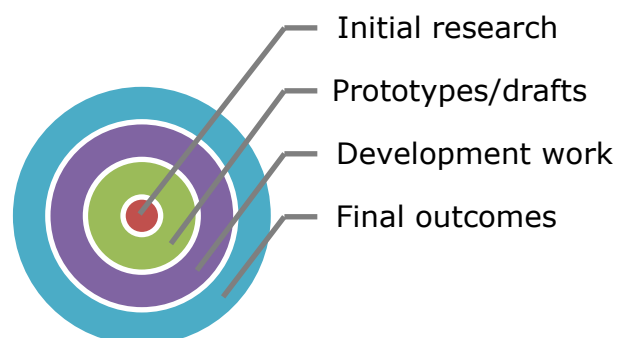 Initial research
Prototypes/drafts
Development work
Final outcomes